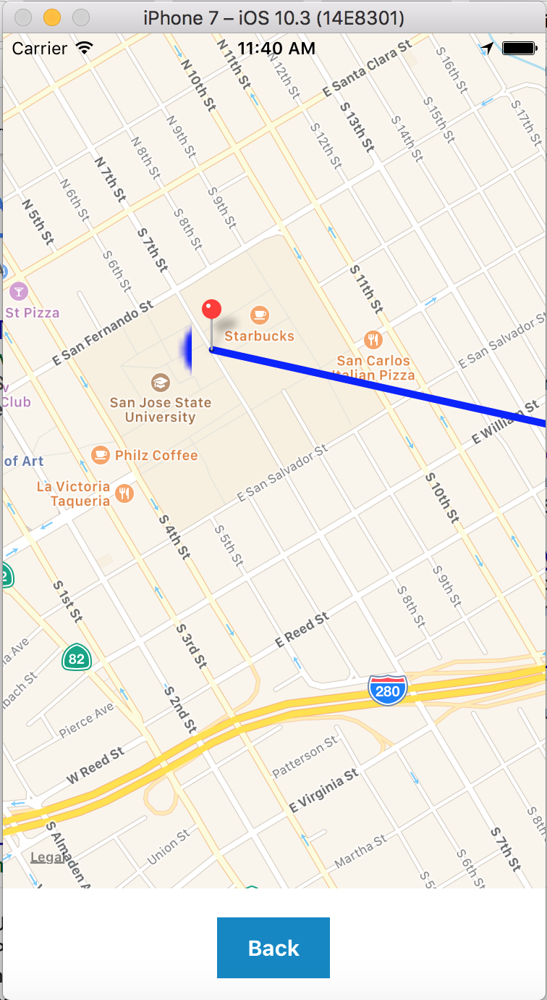 iPhone 7 – iOS 10.3 (14E8301)
Carrier
11:40 AM
N 10th St
N 11th St
N 12th St
E Santa Clara St
S 16th St
S 13th St
S 15th St
S 17th St
S 14th St
S 12th St
N 9th St
N 8th St
N 7th St
N 6th St
N 5th St
S 9th St
S 8th St
S 7th St
S 6th St
S 11th St
St Pizza
E San Fernando St
Starbucks
San Carlos
Italian Pizza
E San Salvador St
Club
San Jose State
University
E William St
of Art
Philz Coffee
La Victoria
Taqueria
E San Salvador St
S 10th St
S 4th St
S 5th St
S 1st St
S 9th St
S 8th St
E Reed St
S 3rd St
82
280
S 2nd St
Pierce Ave
W Reed St
Patterson St
E Virginia St
S Almaden A
Union St
Martha St
S 7th St
S 6th St
S 8th
S 5
Legal
Back